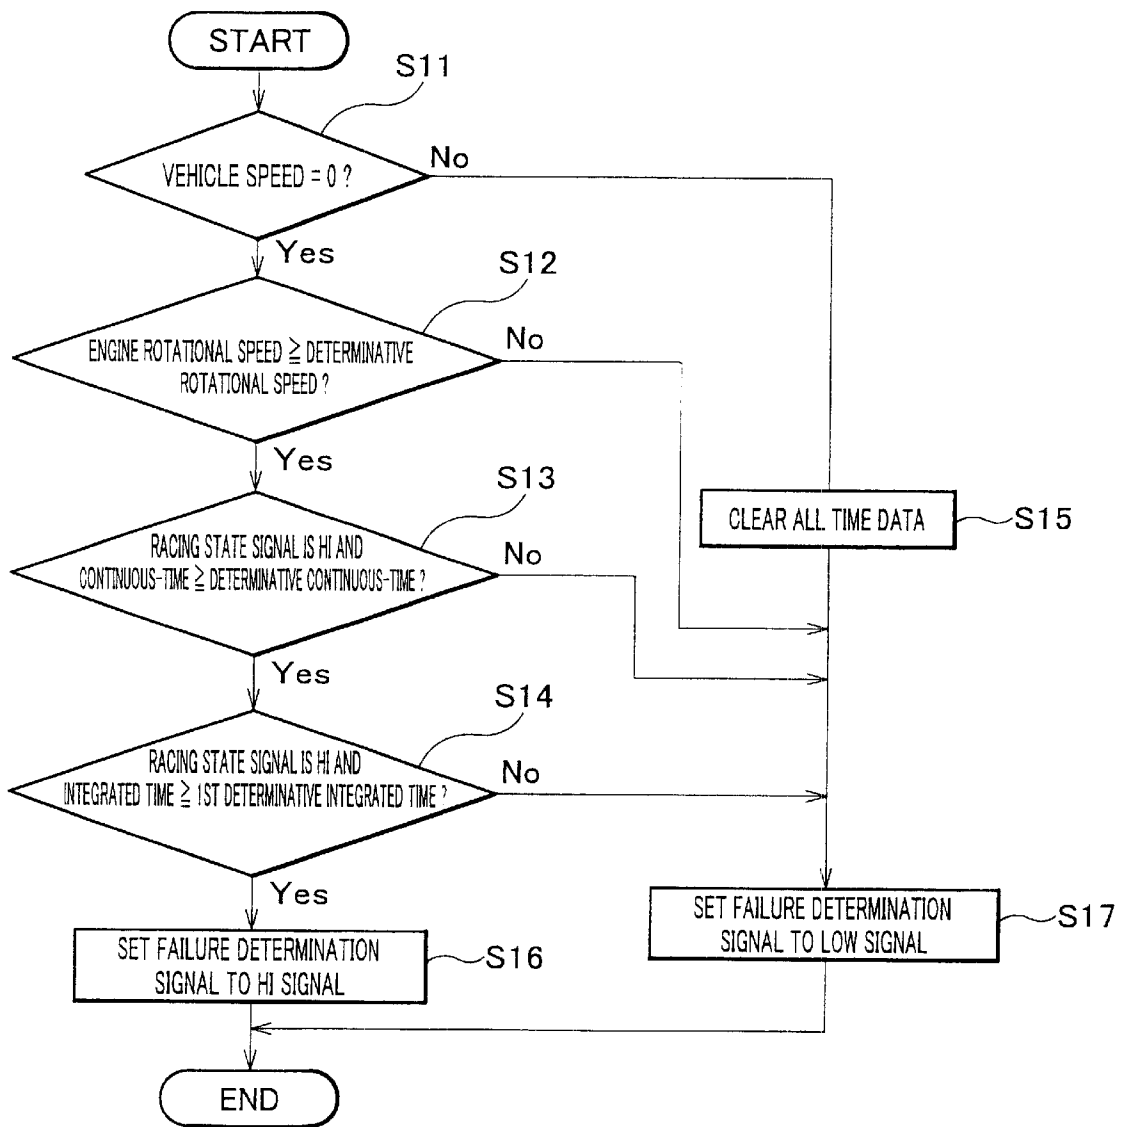 START
S11
VEHICLE SPEED = 0 ?
No
Yes
S12
ENGINE ROTATIONAL SPEED ≧ DETERMINATIVE
ROTATIONAL SPEED ?
No
Yes
S13
RACING STATE SIGNAL IS HI AND
CONTINUOUS-TIME ≧ DETERMINATIVE CONTINUOUS-TIME ?
No
CLEAR ALL TIME DATA
S15
Yes
S14
RACING STATE SIGNAL IS HI AND
INTEGRATED TIME ≧ 1ST DETERMINATIVE INTEGRATED TIME ?
No
Yes
SET FAILURE DETERMINATION
SIGNAL TO HI SIGNAL
S16
SET FAILURE DETERMINATION
SIGNAL TO LOW SIGNAL
S17
END